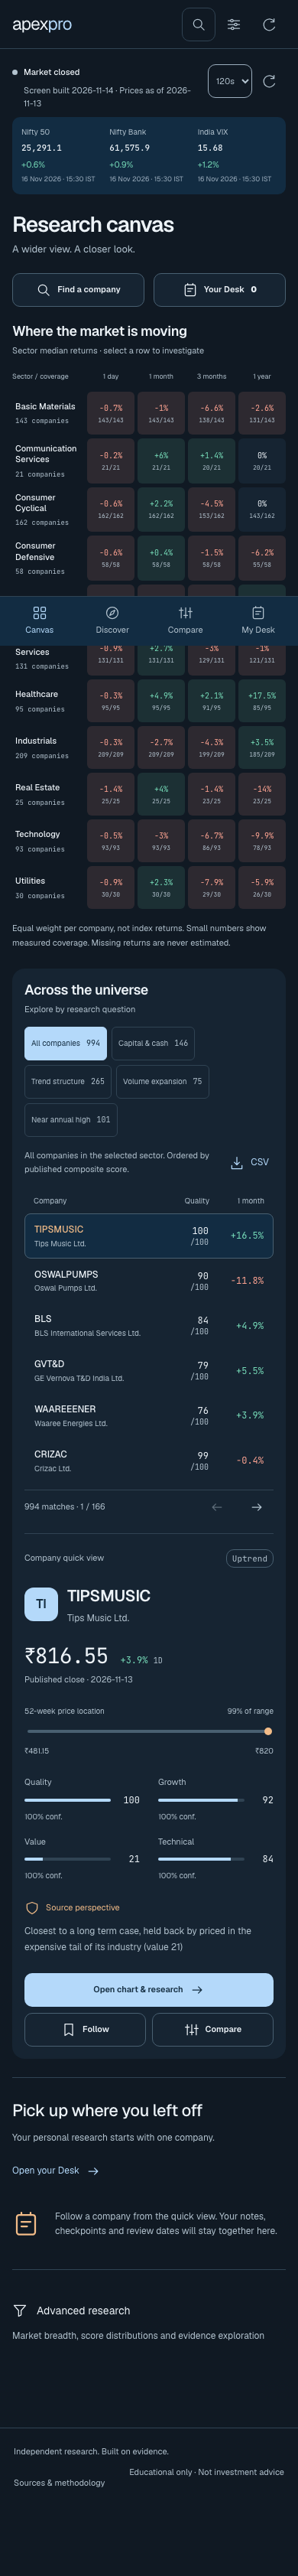 apexpro
Market closed
Screen built 2026-11-14 · Prices as of 2026-
11-13
120s
Nifty 50 Nifty Bank India VIX
25,291.1 61,575.9 15.68
+0.6% +0.9% +1.2%
16 Nov 2026 · 15:30 IST 16 Nov 2026 · 15:30 IST 16 Nov 2026 · 15:30 IST
Research canvas
A wider view. A closer look.
Find a company Your Desk 0
Where the market is moving
Sector median returns · select a row to investigate
Sector / coverage 1 day 1 month 3 months 1 year
Basic Materials -0.7% -1% -6.6% -2.6%
143 companies 143/143 143/143 138/143 131/143
Communication
Services -0.2% +6% +1.4% 0%
21 companies 21/21 21/21 20/21 20/21
Consumer
Cyclical -0.6% +2.2% -4.5% 0%
162 companies 162/162 162/162 153/162 143/162
Consumer
Defensive -0.6% +0.4% -1.5% -6.2%
58 companies 58/58 58/58 58/58 55/58
Canvas Discover Compare My Desk
Services -0.9% +2.7% -3% -1%
131 companies 131/131 131/131 129/131 121/131
Healthcare -0.3% +4.9% +2.1% +17.5%
95 companies 95/95 95/95 91/95 85/95
Industrials -0.3% -2.7% -4.3% +3.5%
209 companies 209/209 209/209 199/209 185/209
Real Estate -1.4% +4% -1.4% -14%
25 companies 25/25 25/25 23/25 23/25
Technology -0.5% -3% -6.7% -9.9%
93 companies 93/93 93/93 86/93 78/93
Utilities -0.9% +2.3% -7.9% -5.9%
30 companies 30/30 30/30 29/30 26/30
Equal weight per company, not index returns. Small numbers show
measured coverage. Missing returns are never estimated.
Across the universe
Explore by research question
All companies 994 Capital & cash 146
Trend structure 265 Volume expansion 75
Near annual high 101
All companies in the selected sector. Ordered by
published composite score.
CSV
Company Quality 1 month
TIPSMUSIC 100 /100 +16.5%
Tips Music Ltd.
OSWALPUMPS 90 /100 -11.8%
Oswal Pumps Ltd.
BLS 84 /100 +4.9%
BLS International Services Ltd.
GVT&D 79 /100 +5.5%
GE Vernova T&D India Ltd.
WAAREEENER 76 /100 +3.9%
Waaree Energies Ltd.
CRIZAC 99 /100 -0.4%
Crizac Ltd.
994 matches · 1 / 166
Company quick view Uptrend
TI TIPSMUSIC
Tips Music Ltd.
₹816.55 +3.9% 1D
Published close · 2026-11-13
52-week price location 99% of range
₹481.15 ₹820
Quality Growth
100 92
100% conf. 100% conf.
Value Technical
21 84
100% conf. 100% conf.
Source perspective
Closest to a long term case, held back by priced in the
expensive tail of its industry (value 21)
Open chart & research
Follow Compare
Pick up where you left off
Your personal research starts with one company.
Open your Desk
Follow a company from the quick view. Your notes,
checkpoints and review dates will stay together here.
Advanced research
Market breadth, score distributions and evidence exploration
Independent research. Built on evidence.
Educational only · Not investment advice
Sources & methodology